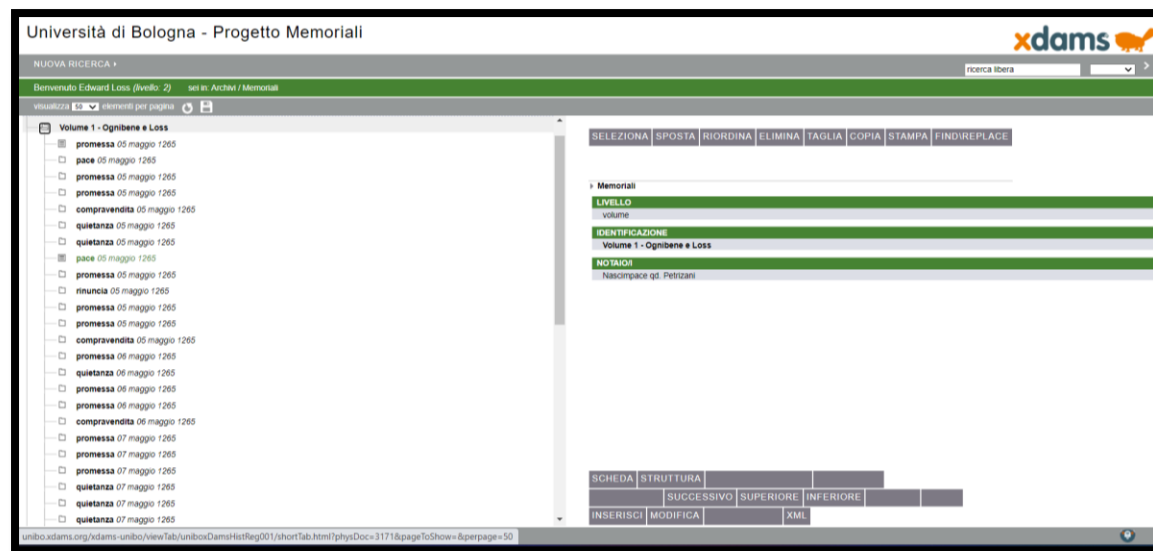 Università di Bologna - Progetto Memoriali
xdams
NUOVA RICERCA
ricerca libera
Benvenuto Edward Loss (livello: 2) sei in: Archivi / Memoriali
visualizza 50 elementi per pagina
Volume 1 - Ognibene e Loss
promessa 05 maggio 1265
pace 05 maggio 1265
promessa 05 maggio 1265
promessa 05 maggio 1265
compravendita 05 maggio 1265
quietanza 05 maggio 1265
quietanza 05 maggio 1265
pace 05 maggio 1265
promessa 05 maggio 1265
rinuncia 05 maggio 1265
promessa 05 maggio 1265
promessa 05 maggio 1265
compravendita 05 maggio 1265
promessa 06 maggio 1265
quietanza 06 maggio 1265
promessa 06 maggio 1265
promessa 06 maggio 1265
compravendita 06 maggio 1265
promessa 07 maggio 1265
promessa 07 maggio 1265
promessa 07 maggio 1265
quietanza 07 maggio 1265
quietanza 07 maggio 1265
quietanza 07 maggio 1265
SELEZIONA SPOSTA RIORDINA ELIMINA TAGLIA COPIA STAMPA FIND\REPLACE
Memoriali
LIVELLO
volume
IDENTIFICAZIONE
Volume 1 - Ognibene e Loss
NOTAIO/I
Nascimpace qd. Petrizani
SCHEDA STRUTTURA
SUCCESSIVO SUPERIORE INFERIORE
INSERISCI MODIFICA XML
unibo.xdams.org/xdams-unibo/viewTab/uniboxDamsHistReg001/shortTab.html?physDoc=3171&pageToShow=&perpage=50